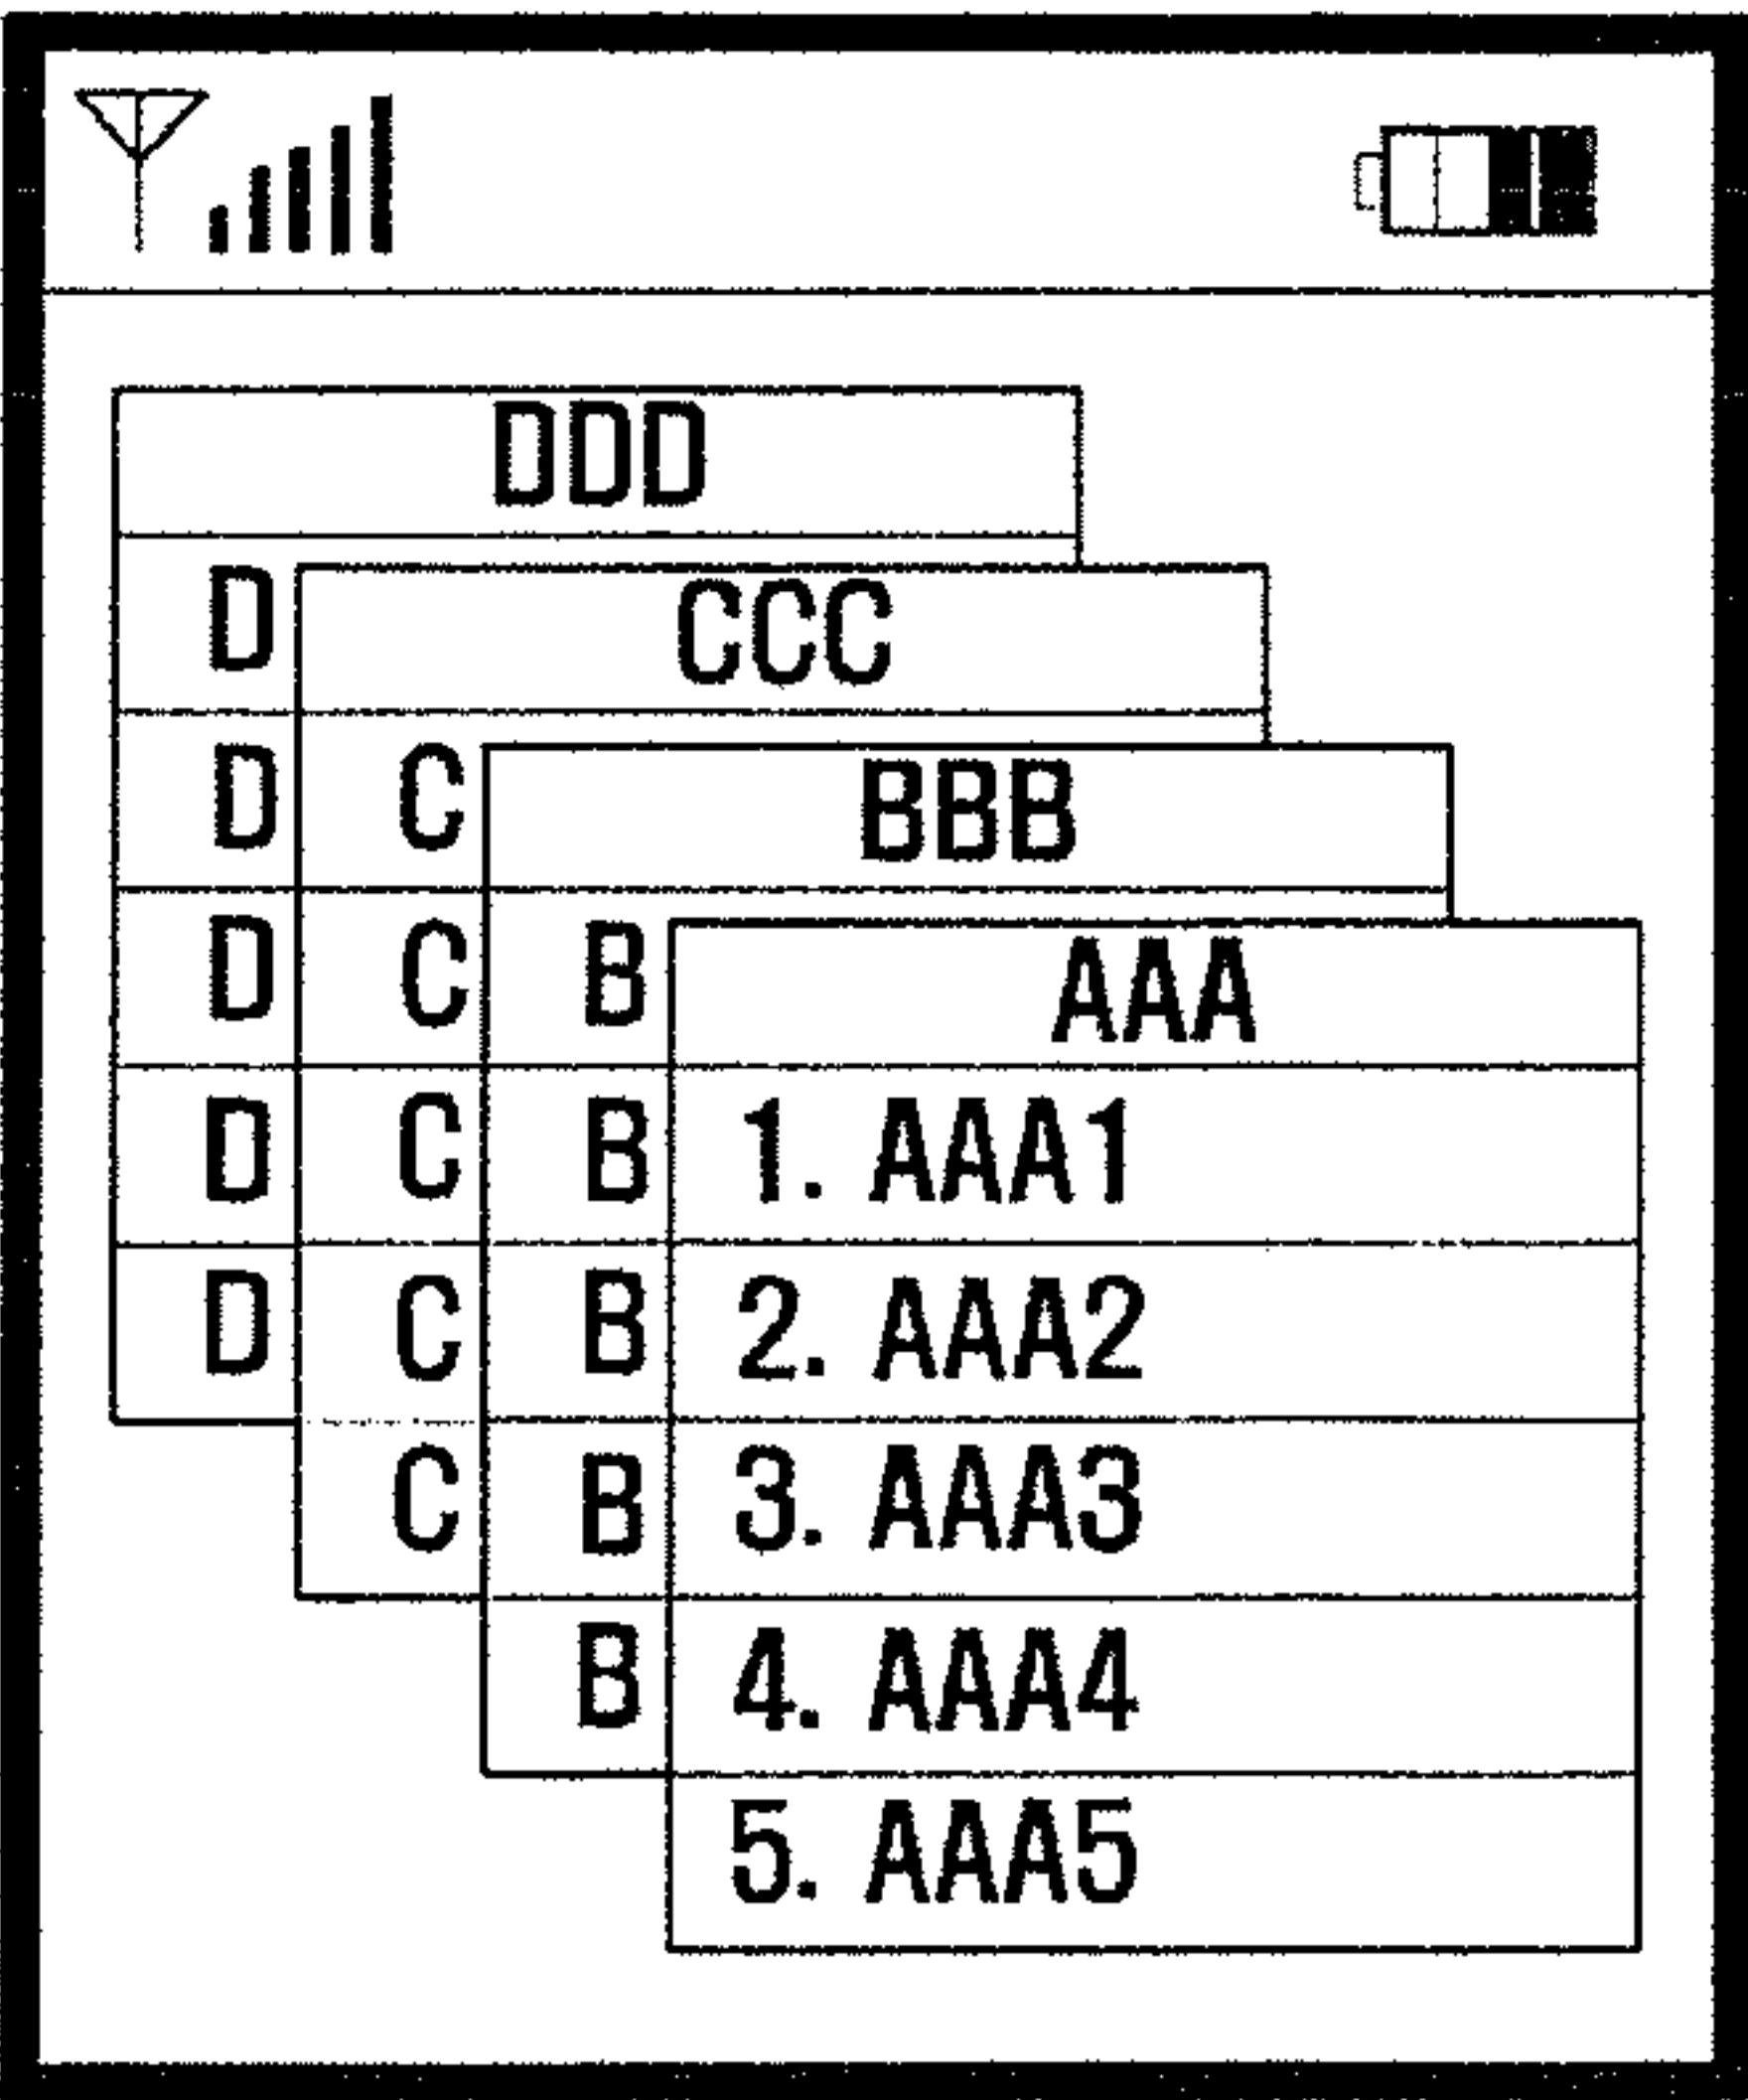 DDD
D CCC
D C BBB
D C B AAA
D C B 1. AAA1
D C B 2. AAA2
C B 3. AAA3
B 4. AAA4
5. AAA5